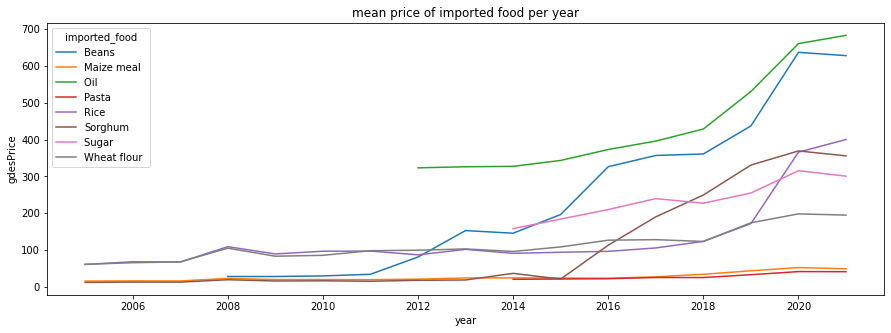 mean price of imported food per year
gdesPrice
700
600
500
400
300
200
100
0
imported_food
Beans
Maize meal
Oil
Pasta
Rice
Sorghum
Sugar
Wheat flour
2006
2008
2010
2012
2014
2016
2018
2020
year